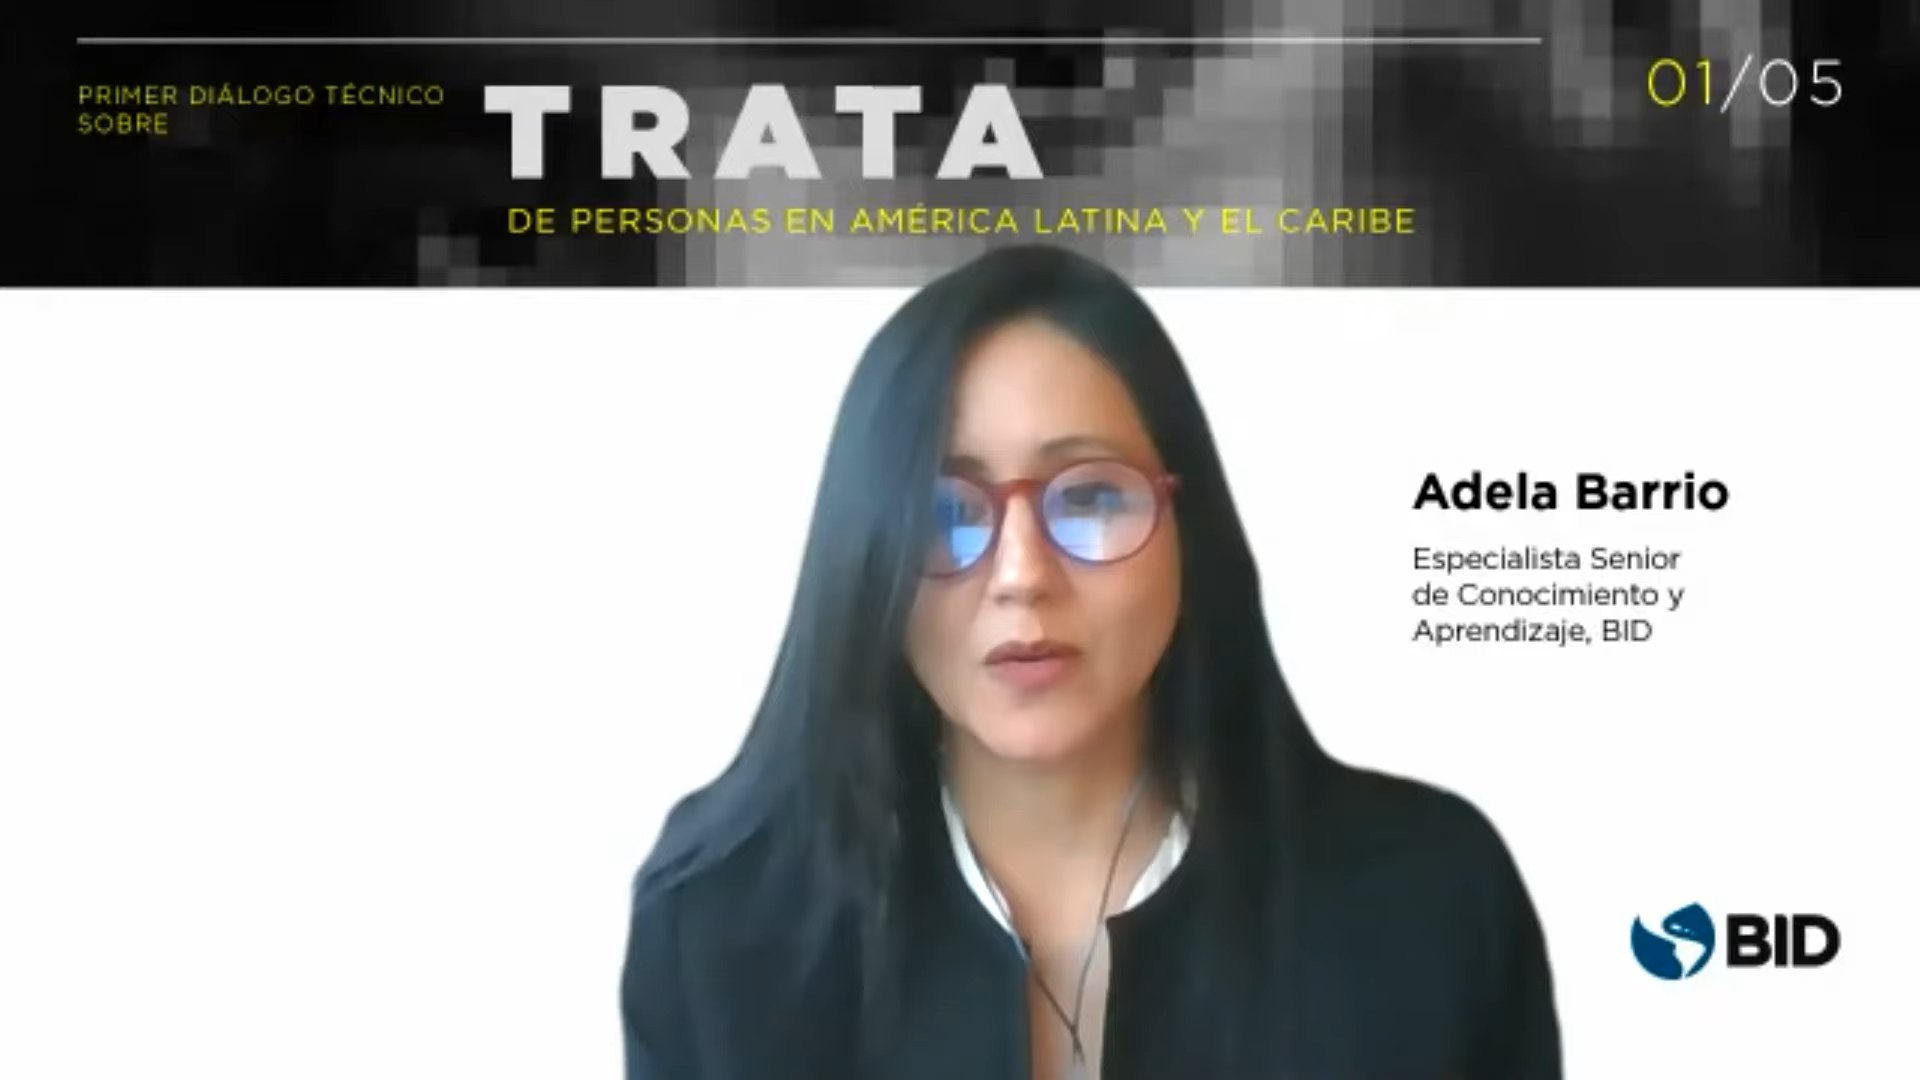 PRIMER DIÁLOGO TÉCNICO
SOBRE
TRATA
DE PERSONAS EN AMÉRICA LATINA Y EL CARIBE
01/05
Adela Barrio
Especialista Senior
de Conocimiento y
Aprendizaje, BID
BID